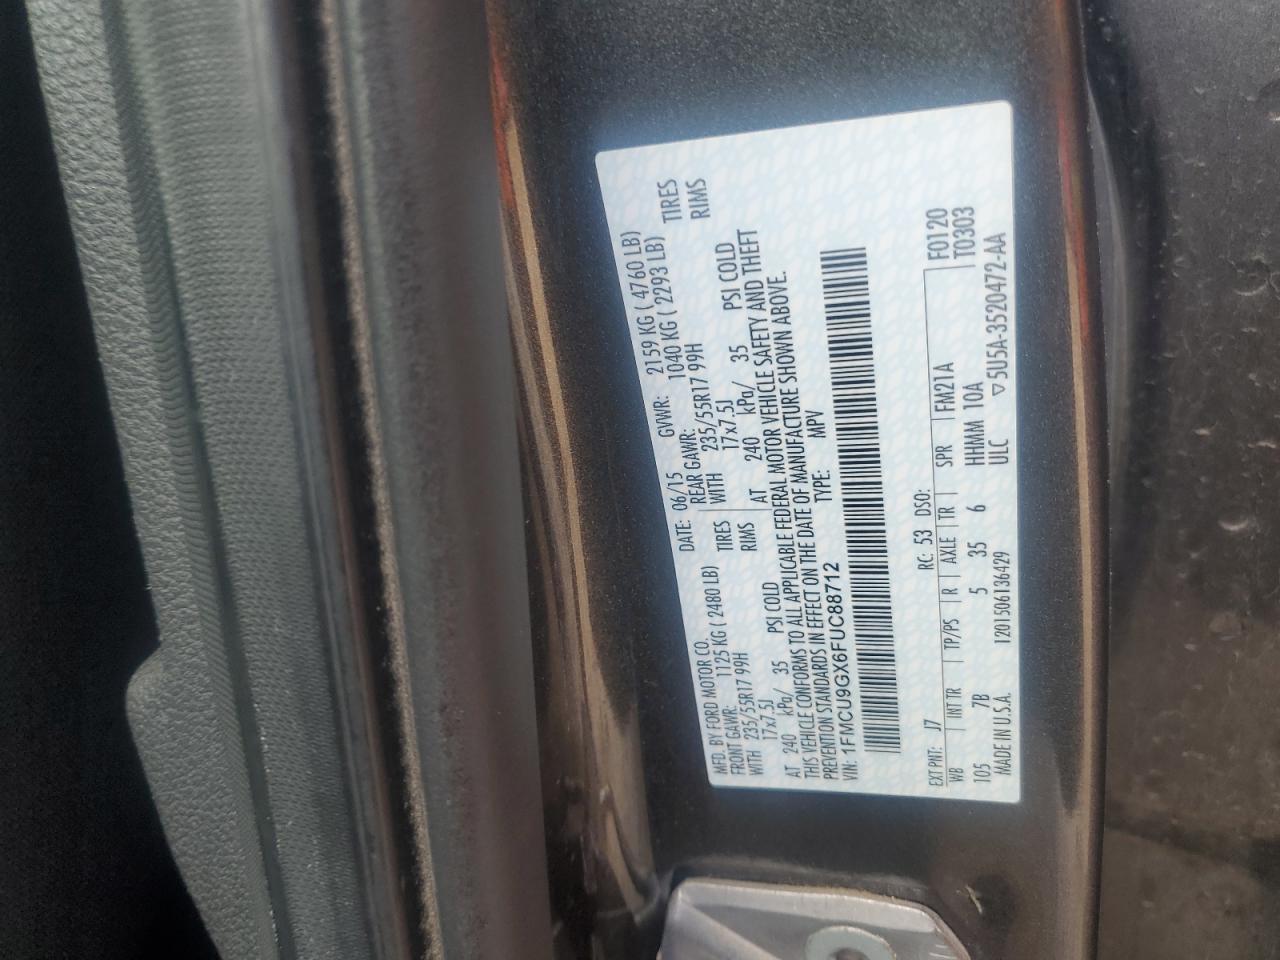 MFD. BY FORD MOTOR CO.
DATE: 06/15 GVWR: 2159 KG ( 4760 LB)
FRONT GAWR: 1125 KG ( 2480 LB) REAR GAWR: 1040 KG ( 2293 LB)
WITH 235/55R17 99H TIRES WITH 235/55R17 99H TIRES
17x7.5J RIMS 17x7.5J RIMS
AT 240 kPa/ 35 PSI COLD AT 240 kPa/ 35 PSI COLD
THIS VEHICLE CONFORMS TO ALL APPLICABLE FEDERAL MOTOR VEHICLE SAFETY AND THEFT
PREVENTION STANDARDS IN EFFECT ON THE DATE OF MANUFACTURE SHOWN ABOVE.
VIN: 1FMCU9GX6FUC88712 TYPE: MPV
EXT PNT: J7 RC: 53 DSO: F0120
WB INT TR TP/PS R AXLE TR SPR T0303
105 7B 5 35 6 FM21A
HHMM 10A
MADE IN U.S.A. 1201506136429 ULC ▽ 5U5A-3520472-AA